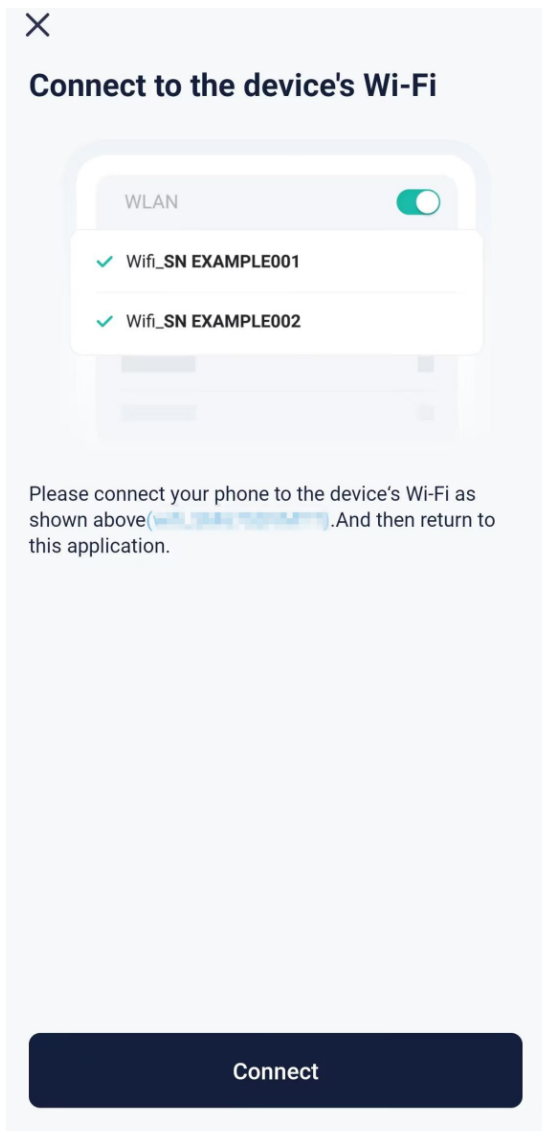 Connect to the device's Wi-Fi
WLAN
Wifi_SN EXAMPLE001
Wifi_SN EXAMPLE002
Please connect your phone to the device‘s Wi-Fi as
shown above( ).And then return to
this application.
Connect